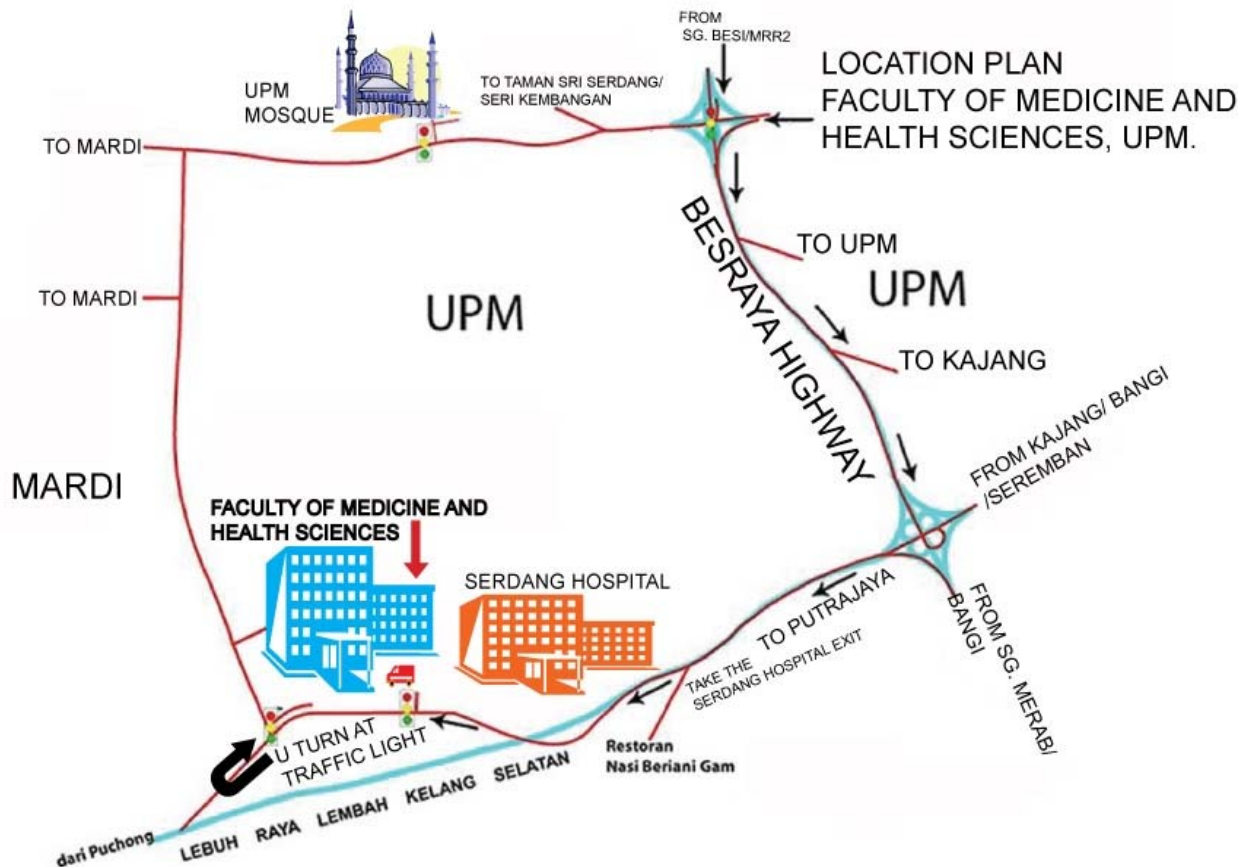 FROM
SG. BESI/MRR2
LOCATION PLAN
FACULTY OF MEDICINE AND
HEALTH SCIENCES, UPM.
UPM
MOSQUE
TO TAMAN SRI SERDANG/
SERI KEMBANGAN
TO MARDI
TO UPM
BESRAYA HIGHWAY
UPM
TO MARDI
UPM
TO KAJANG
FROM KAJANG/ BANGI
/SEREMBAN
MARDI
FACULTY OF MEDICINE AND
HEALTH SCIENCES
SERDANG HOSPITAL
TO PUTRAJAYA
TAKE THE
SERDANG HOSPITAL EXIT
FROM SG. MERAB/
BANGI
U TURN AT
TRAFFIC LIGHT
Restoran
Nasi Beriani Gam
dari Puchong
LEBUH RAYA LEMBAH KELANG SELATAN